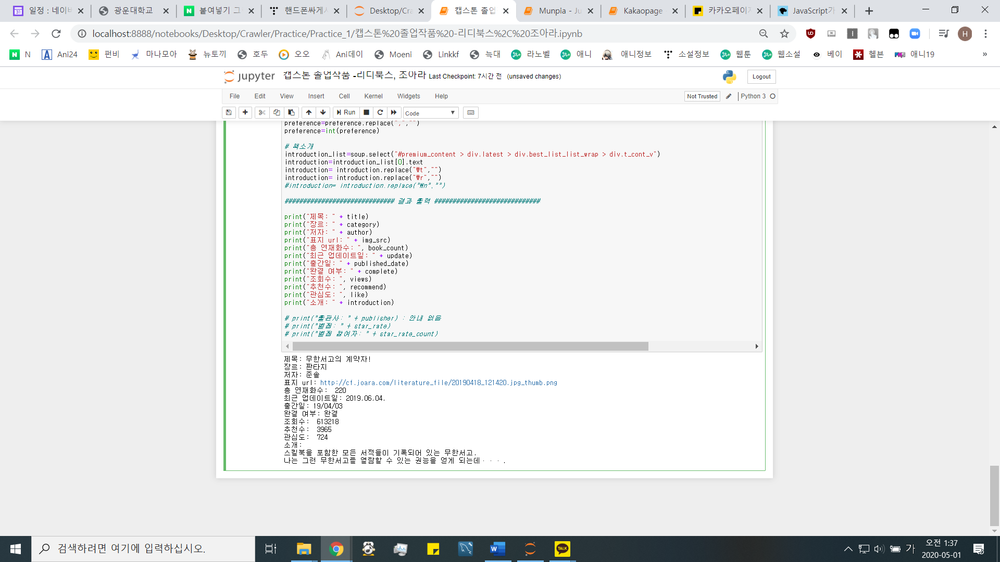 일정 : 네이버
광운대학교
붙여넣기 그
핸드폰싸게시
Desktop/Cra
캡스톤 졸업
Munpia - Ju
Kakaopage
카카오페이지
JavaScript가
localhost:8888/notebooks/Desktop/Crawler/Practice/Practice_1/캡스톤%20졸업작품%20-리디북스%2C%20조아라.ipynb
H
N Ani24 펀비 마나모아 뉴토끼 호두 오오 Ani데이 Moeni Linkkf 늑대 라노벨 애니 애니정보 소설정보 웹툰 웹소설 베이 헬븐 애니19 »
jupyter 캡스톤 졸업작품 -리디북스, 조아라 Last Checkpoint: 7시간 전 (unsaved changes)
Logout
File Edit View Insert Cell Kernel Widgets Help
Not Trusted
Python 3
Run
Code
preference=preference.replace(",","")
preference=int(preference)
# 책소개
introduction_list=soup.select("#premium_content > div.latest > div.best_list_list_wrap > div.t_cont_v")
introduction=introduction_list[0].text
introduction= introduction.replace("₩t","")
introduction= introduction.replace("₩r","")
#introduction= introduction.replace("₩n","")
############################## 결과 출력 #############################
print("제목: " + title)
print("장르: " + category)
print("저자: " + author)
print("표지 url: " + img_src)
print("총 연재화수: ", book_count)
print("최근 업데이트일: " + update)
print("출간일: " + published_date)
print("완결 여부: " + complete)
print("조회수: ", views)
print("추천수: ", recommend)
print("관심도: ", like)
print("소개: " + introduction)
# print("출판사: " + publisher) : 안내 없음
# print("별점: " + star_rate)
# print("별점 참여자: " + star_rate_count)
제목: 무한서고의 계약자!
장르: 판타지
저자: 준솔
표지 url: http://cf.joara.com/literature_file/20190418_121420.jpg_thumb.png
총 연재화수:  220
최근 업데이트일: 2019.06.04.
출간일: 19/04/03
완결 여부: 완결
조회수:  613218
추천수:  3965
관심도:  724
소개:
스킬북을 포함한 모든 서적들이 기록되어 있는 무한서고.
나는 그런 무한서고를 열람할 수 있는 권능을 얻게 되는데···.
검색하려면 여기에 입력하십시오.
TALK
가
오전 1:37
2020-05-01